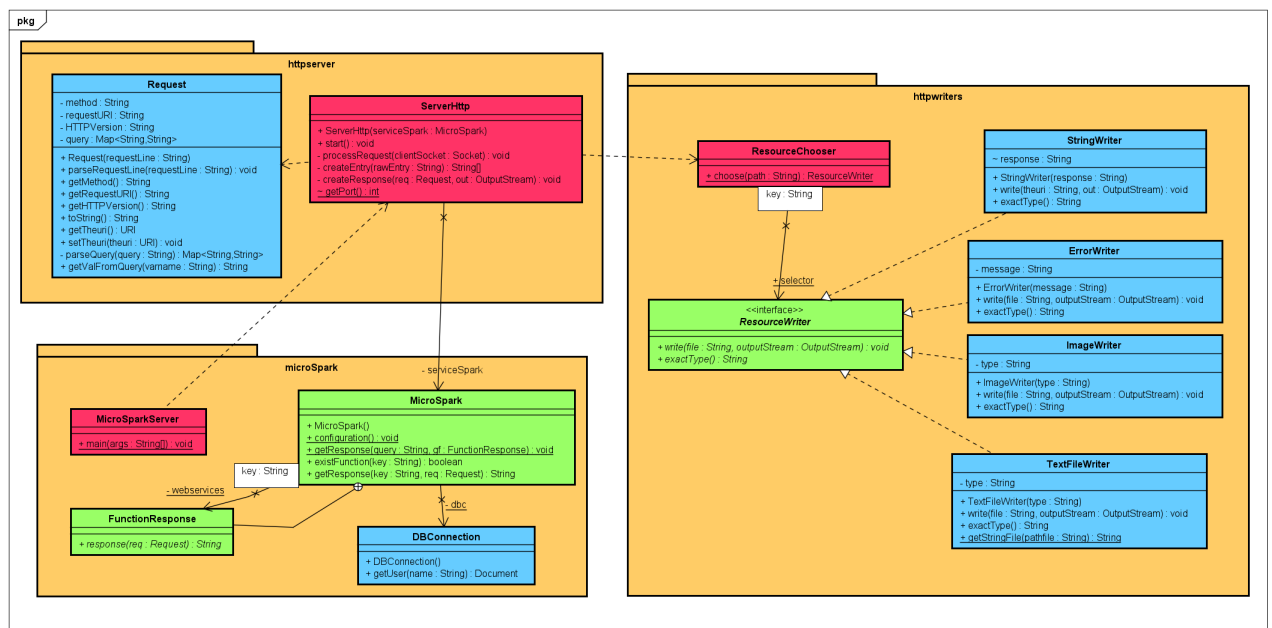 pkg
httpserver
Request
- method : String
- requestURI : String
- HTTPVersion : String
- query : Map<String,String>
+ Request(requestLine : String)
+ parseRequestLine(requestLine : String) : void
+ getMethod() : String
+ getRequestURI() : String
+ getHTTPVersion() : String
+ toString() : String
+ getTheuri() : URI
+ setTheuri(theuri : URI) : void
- parseQuery(query : String) : Map<String,String>
+ getValFromQuery(varname : String) : String
ServerHttp
+ ServerHttp(serviceSpark : MicroSpark)
+ start() : void
- processRequest(clientSocket : Socket) : void
- createEntry(rawEntry : String) : String[]
- createResponse(req : Request, out : OutputStream) : void
~ getPort() : int
httpwriters
ResourceChooser
+ choose(path : String) : ResourceWriter
key : String
+ selector
<<interface>>
ResourceWriter
+ write(file : String, outputStream : OutputStream) : void
+ exactType() : String
StringWriter
~ response : String
+ StringWriter(response : String)
+ write(theuri : String, out : OutputStream) : void
+ exactType() : String
ErrorWriter
- message : String
+ ErrorWriter(message : String)
+ write(file : String, outputStream : OutputStream) : void
+ exactType() : String
ImageWriter
- type : String
+ ImageWriter(type : String)
+ write(file : String, outputStream : OutputStream) : void
+ exactType() : String
TextFileWriter
- type : String
+ TextFileWriter(type : String)
+ write(file : String, outputStream : OutputStream) : void
+ exactType() : String
+ getStringFile(pathfile : String) : String
microSpark
- serviceSpark
MicroSparkServer
+ main(args : String[]) : void
MicroSpark
+ MicroSpark()
+ configuration() : void
+ getResponse(query : String, gf : FunctionResponse) : void
+ existFunction(key : String) : boolean
+ getResponse(key : String, req : Request) : String
key : String
- webservices
- dbc
FunctionResponse
+ response(req : Request) : String
DBConnection
+ DBConnection()
+ getUser(name : String) : Document